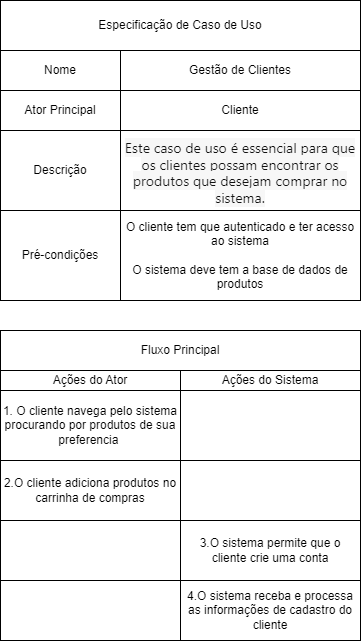 Especificação de Caso de Uso
Nome
Gestão de Clientes
Ator Principal
Cliente
Descrição
Este caso de uso é essencial para que
os clientes possam encontrar os
produtos que desejam comprar no
sistema.
Pré-condições
O cliente tem que autenticado e ter acesso
ao sistema
O sistema deve tem a base de dados de
produtos
Fluxo Principal
Ações do Ator
Ações do Sistema
1. O cliente navega pelo sistema
procurando por produtos de sua
preferencia
2.O cliente adiciona produtos no
carrinha de compras
3.O sistema permite que o
cliente crie uma conta
4.O sistema receba e processa
as informações de cadastro do
cliente